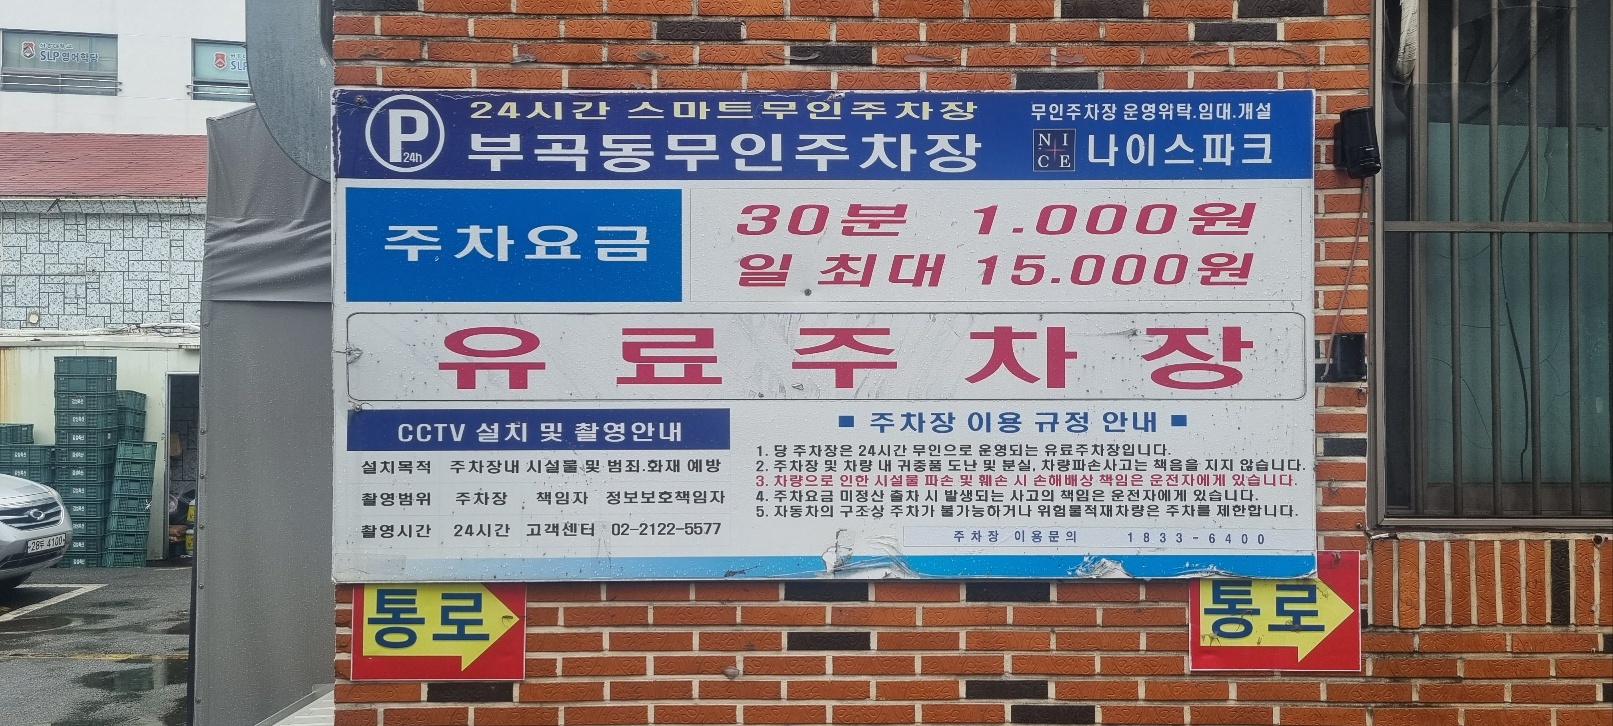 SLP영어학당
SLP
P
24h
24시간 스마트무인주차장
부곡동무인주차장
무인주차장 운영위탁.임대.개설
NICE 나이스파크
주차요금
30분 1.000원
일 최대 15.000원
유료주차장
CCTV 설치 및 촬영안내
설치목적 주차장내 시설물 및 범죄.화재 예방
촬영범위 주차장 책임자 정보보호책임자
촬영시간 24시간 고객센터 02-2122-5577
■ 주차장 이용 규정 안내 ■
1. 당 주차장은 24시간 무인으로 운영되는 유료주차장입니다.
2. 주차장 및 차량 내 귀중품 도난 및 분실, 차량파손사고는 책음을 지지 않습니다.
3. 차량으로 인한 시설물 파손 및 훼손 시 손해배상 책임은 운전자에게 있습니다.
4. 주차요금 미정산 출차 시 발생되는 사고의 책임은 운전자에게 있습니다.
5. 자동차의 구조상 주차가 불가능하거나 위험물적재차량은 주차를 제한합니다.
주차장 이용문의 1833-6400
통로
통로